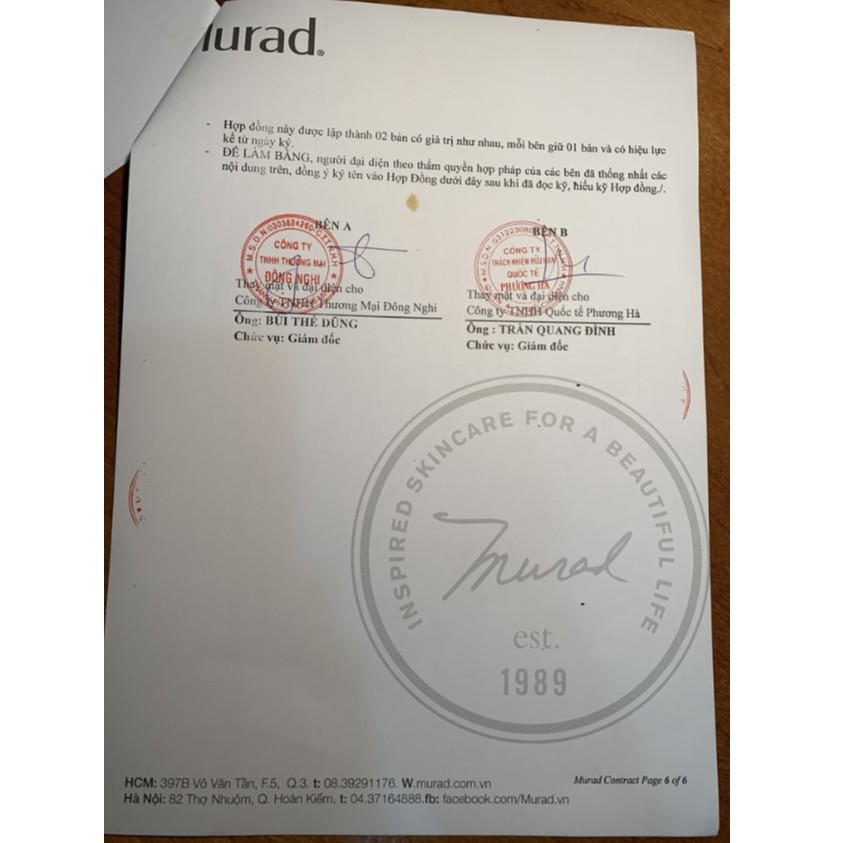 Murad.
- Hợp đồng này được lập thành 02 bản có giá trị như nhau, mỗi bên giữ 01 bản và có hiệu lực
kể từ ngày ký.
- ĐỂ LÀM BẰNG, người đại diện theo thẩm quyền hợp pháp của các bên đã thống nhất các
nội dung trên, đồng ý ký tên vào Hợp Đồng dưới đây sau khi đã đọc kỹ, hiểu kỹ Hợp đồng./.
BÊN A
CÔNG TY
TNHH THƯƠNG MẠI
ĐÔNG NGHI
Thay mặt và đại diện cho
Công ty TNHH Thương Mại Đông Nghi
Ông: BÙI THẾ DŨNG
Chức vụ: Giám đốc
BÊN B
CÔNG TY
TRÁCH NHIỆM HỮU HẠN
QUỐC TẾ
PHƯƠNG HÀ
Thay mặt và đại diện cho
Công ty TNHH Quốc tế Phương Hà
Ông : TRẦN QUANG ĐỈNH
Chức vụ: Giám đốc
INSPIRED SKINCARE FOR A BEAUTIFUL LIFE
Murad
est.
1989
HCM: 397B Võ Văn Tần, F.5, Q.3. t: 08.39291176. W.murad.com.vn
Hà Nội: 82 Thợ Nhuộm, Q. Hoàn Kiếm. t: 04.37164888.fb: facebook.com/Murad.vn
Murad Contract Page 6 of 6